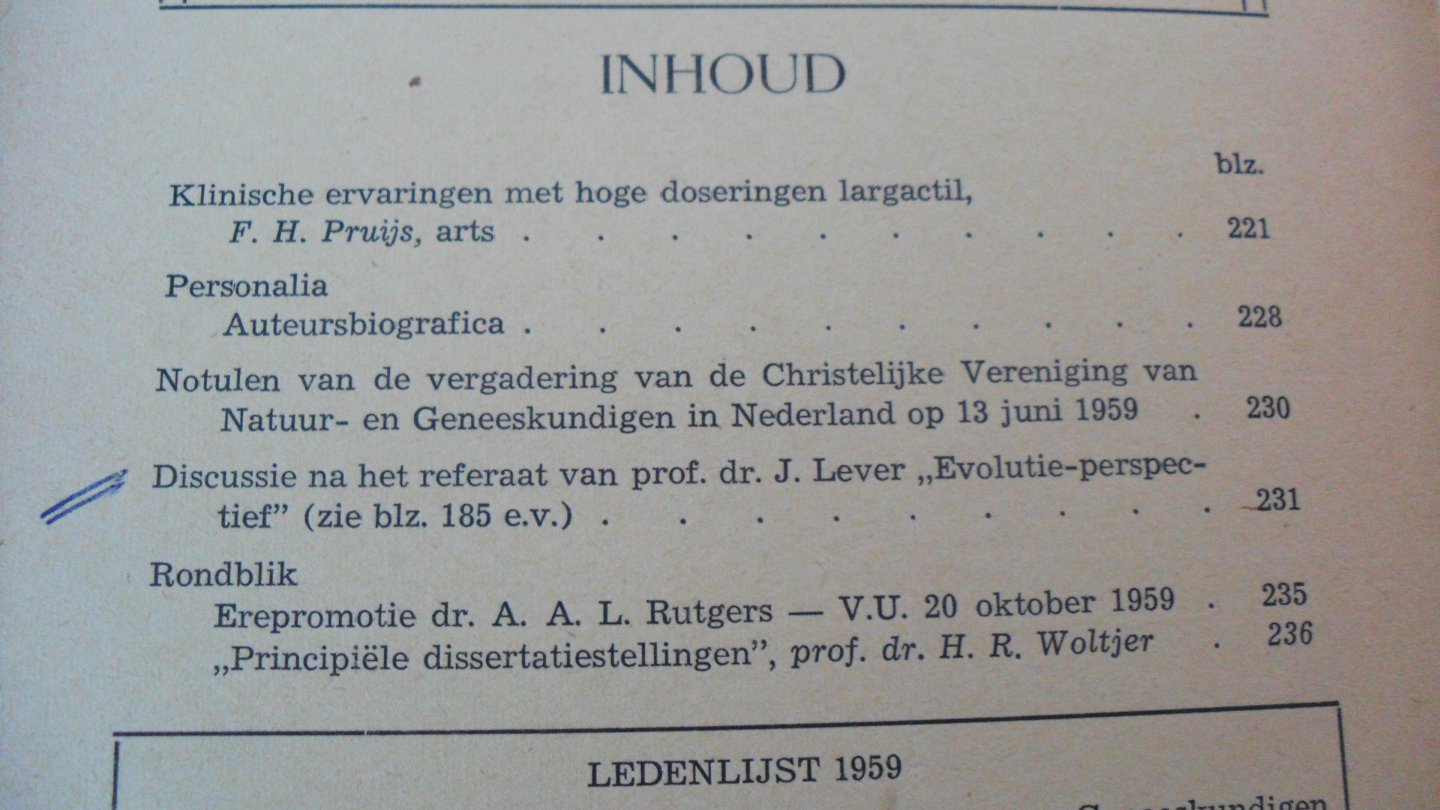 INHOUD
blz.
Klinische ervaringen met hoge doseringen largactil,
F. H. Pruijs, arts . . . . . . . . . . 221
Personalia
Auteursbiografica . . . . . . . . . . 228
Notulen van de vergadering van de Christelijke Vereniging van
Natuur- en Geneeskundigen in Nederland op 13 juni 1959 . 230
Discussie na het referaat van prof. dr. J. Lever „Evolutie-perspec-
tief” (zie blz. 185 e.v.) . . . . . . . . . 231
Rondblik
Erepromotie dr. A. A. L. Rutgers — V.U. 20 oktober 1959 . 235
„Principiële dissertatiestellingen”, prof. dr. H. R. Woltjer . 236
LEDENLIJST 1959
Geneeskundigen